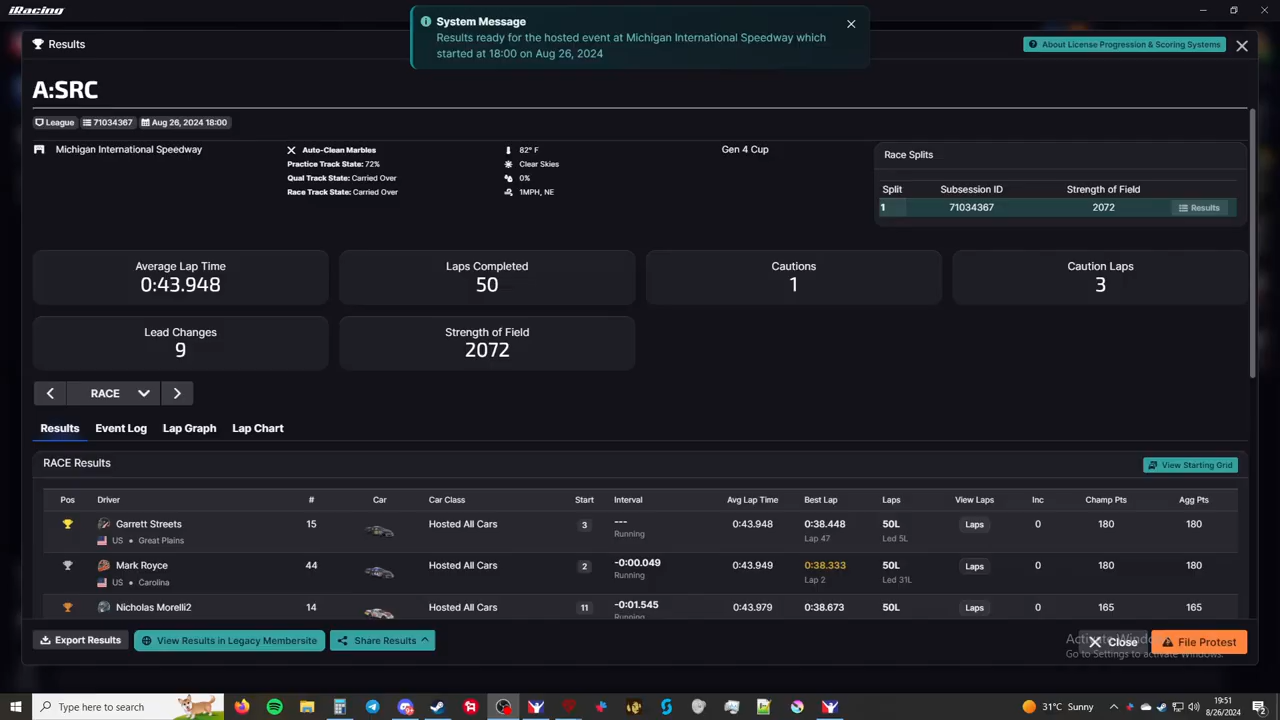 iRacing
System Message
Results ready for the hosted event at Michigan International Speedway which
started at 18:00 on Aug 26, 2024
Results
About License Progression & Scoring Systems
A:SRC
League 71034367 Aug 26, 2024 18:00
Michigan International Speedway
Auto-Clean Marbles
Practice Track State: 72%
Qual Track State: Carried Over
Race Track State: Carried Over
82° F
Clear Skies
0%
1MPH, NE
Gen 4 Cup
Race Splits
Split Subsession ID Strength of Field
1 71034367 2072 Results
Average Lap Time
0:43.948
Laps Completed
50
Cautions
1
Caution Laps
3
Lead Changes
9
Strength of Field
2072
RACE
Results Event Log Lap Graph Lap Chart
RACE Results
View Starting Grid
Pos Driver # Car Car Class Start Interval Avg Lap Time Best Lap Laps View Laps Inc Champ Pts Agg Pts
Garrett Streets 15 Hosted All Cars 3 --- 0:43.948 0:38.448 50L Laps 0 180 180
US • Great Plains Running Lap 47 Led 5L
Mark Royce 44 Hosted All Cars 2 -0:00.049 0:43.949 0:38.333 50L Laps 0 180 180
US • Carolina Running Lap 2 Led 31L
Nicholas Morelli2 14 Hosted All Cars 11 -0:01.545 0:43.979 0:38.673 50L Laps 0 165 165
Running
Export Results View Results in Legacy Membersite Share Results Close File Protest
Activate Windows
Go to Settings to activate Windows.
Type here to search
31°C Sunny
19:51
8/26/2024
2